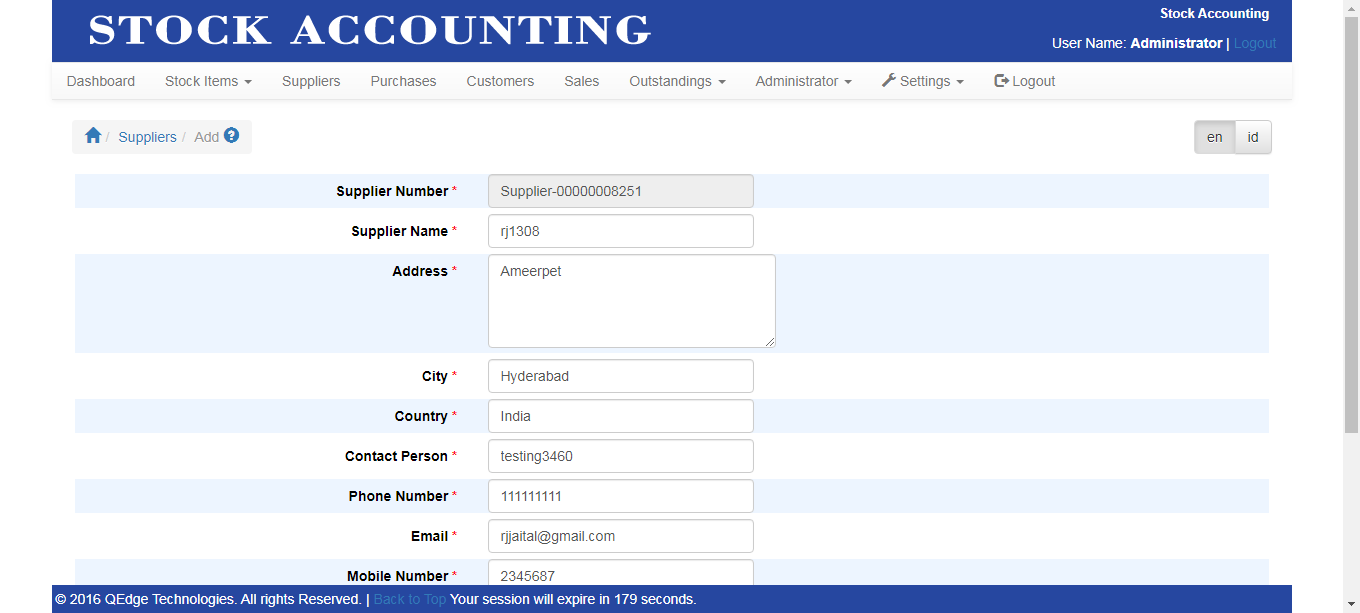 STOCK ACCOUNTING
Stock Accounting
User Name: Administrator | Logout
Dashboard Stock Items Suppliers Purchases Customers Sales Outstandings Administrator Settings Logout
/ Suppliers / Add ?
en id
Supplier Number * Supplier-00000008251
Supplier Name * rj1308
Address * Ameerpet
City * Hyderabad
Country * India
Contact Person * testing3460
Phone Number * 111111111
Email * rjjaital@gmail.com
Mobile Number * 2345687
© 2016 QEdge Technologies. All rights Reserved. | Back to Top Your session will expire in 179 seconds.